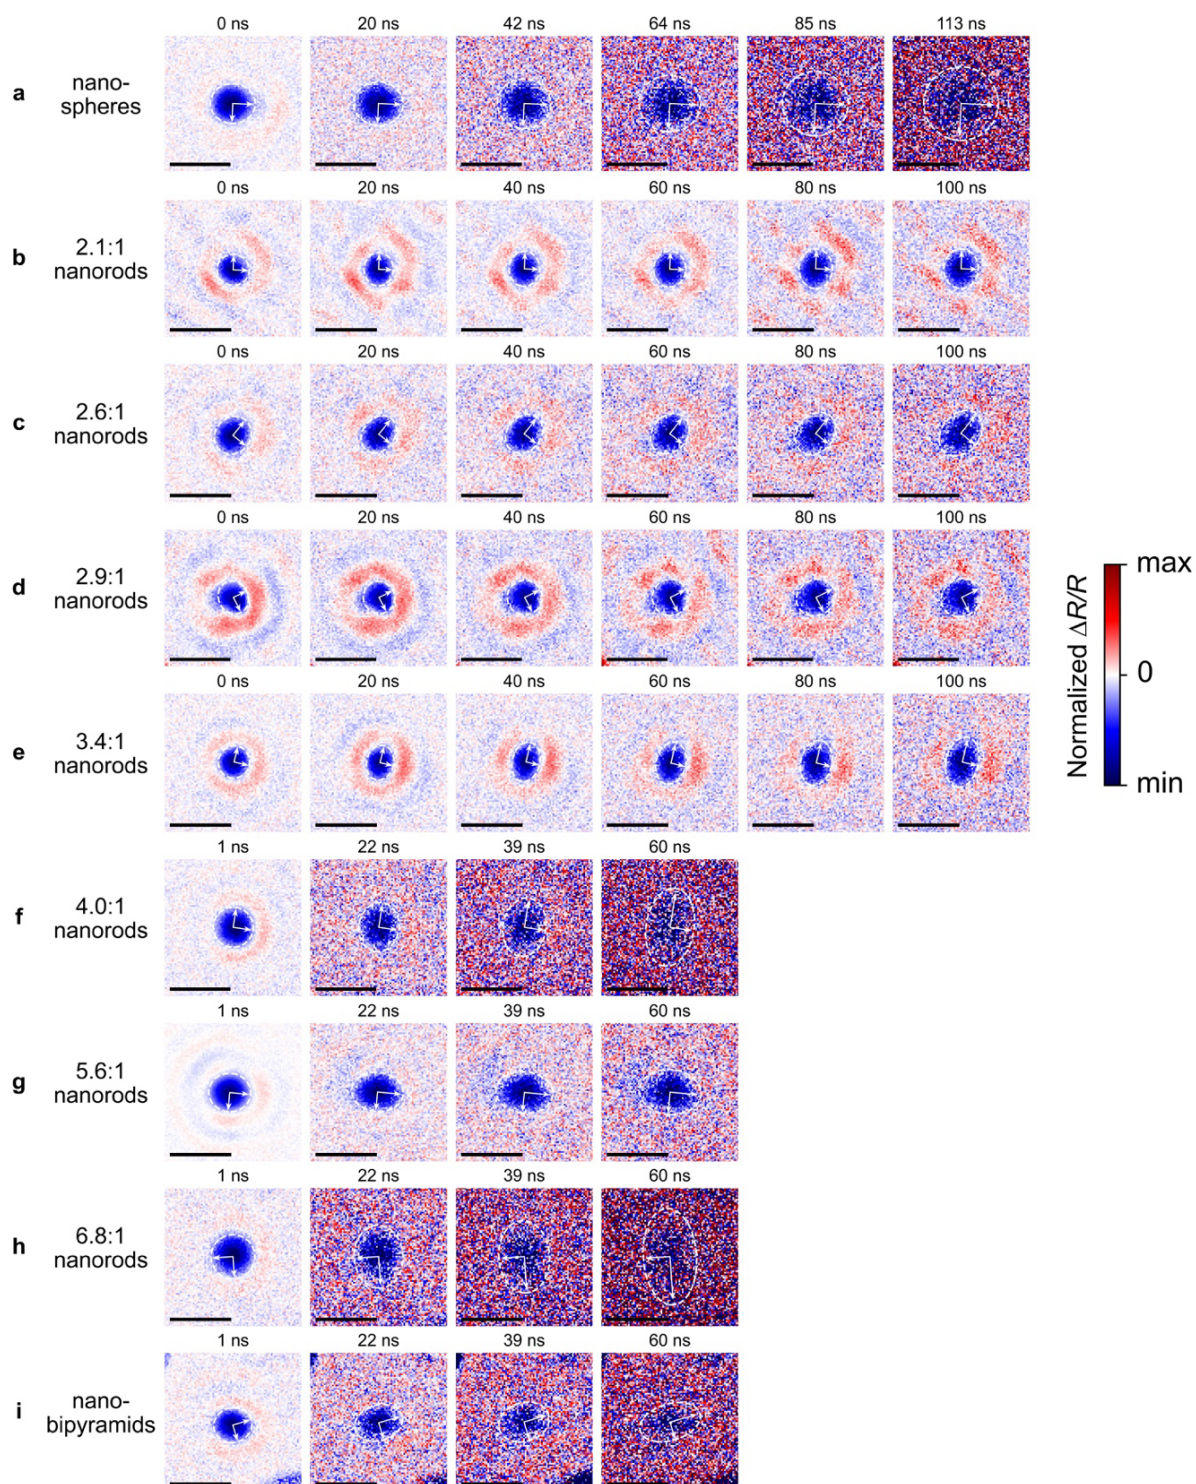 0 ns 20 ns 42 ns 64 ns 85 ns 113 ns
a nano-
spheres
0 ns 20 ns 40 ns 60 ns 80 ns 100 ns
b 2.1:1
nanorods
0 ns 20 ns 40 ns 60 ns 80 ns 100 ns
c 2.6:1
nanorods
0 ns 20 ns 40 ns 60 ns 80 ns 100 ns
d 2.9:1
nanorods
0 ns 20 ns 40 ns 60 ns 80 ns 100 ns
e 3.4:1
nanorods
1 ns 22 ns 39 ns 60 ns
f 4.0:1
nanorods
1 ns 22 ns 39 ns 60 ns
g 5.6:1
nanorods
1 ns 22 ns 39 ns 60 ns
h 6.8:1
nanorods
1 ns 22 ns 39 ns 60 ns
i nano-
bipyramids
Normalized ΔR/R
max
0
min